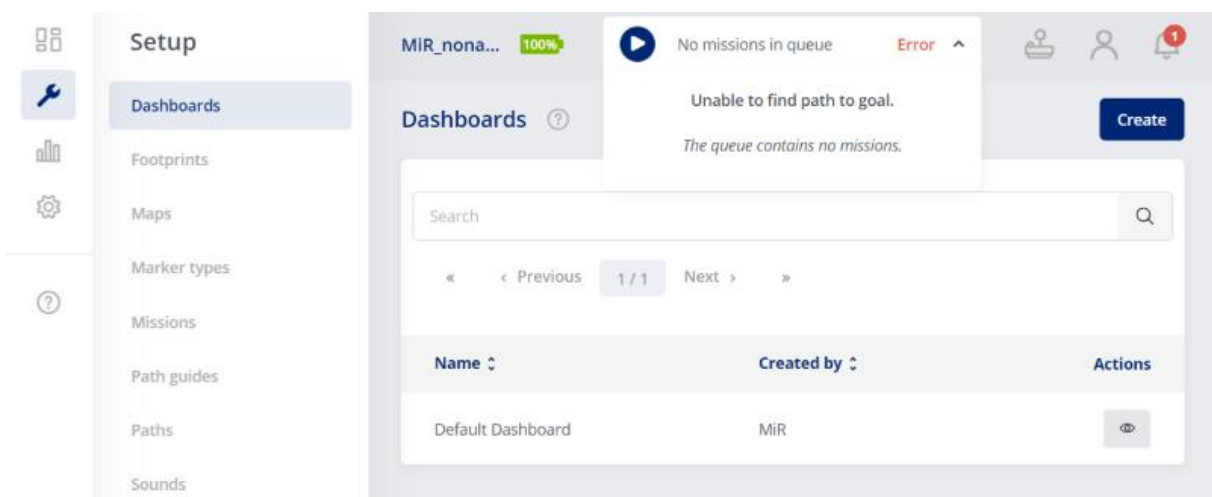 Setup
Dashboards
Footprints
Maps
Marker types
Missions
Path guides
Paths
Sounds
MiR_nona... 100% No missions in queue Error 1
Unable to find path to goal.
The queue contains no missions.
Dashboards ? Create
Search
« ‹ Previous 1 / 1 Next › »
Name Created by Actions
Default Dashboard MiR
?